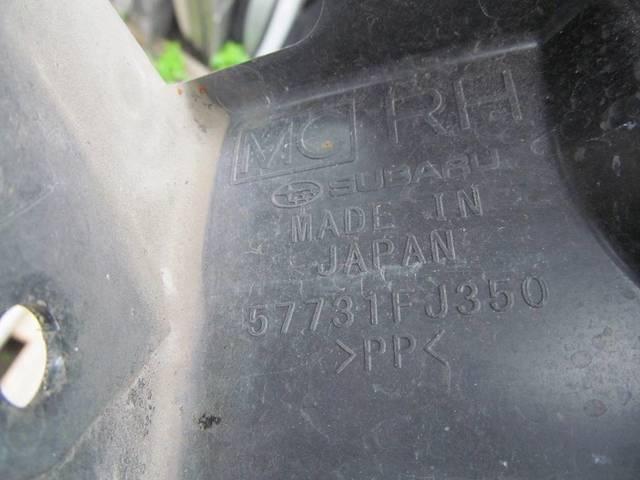 MC RH
SUBARU
MADE IN
JAPAN
57731FJ350
>PP<